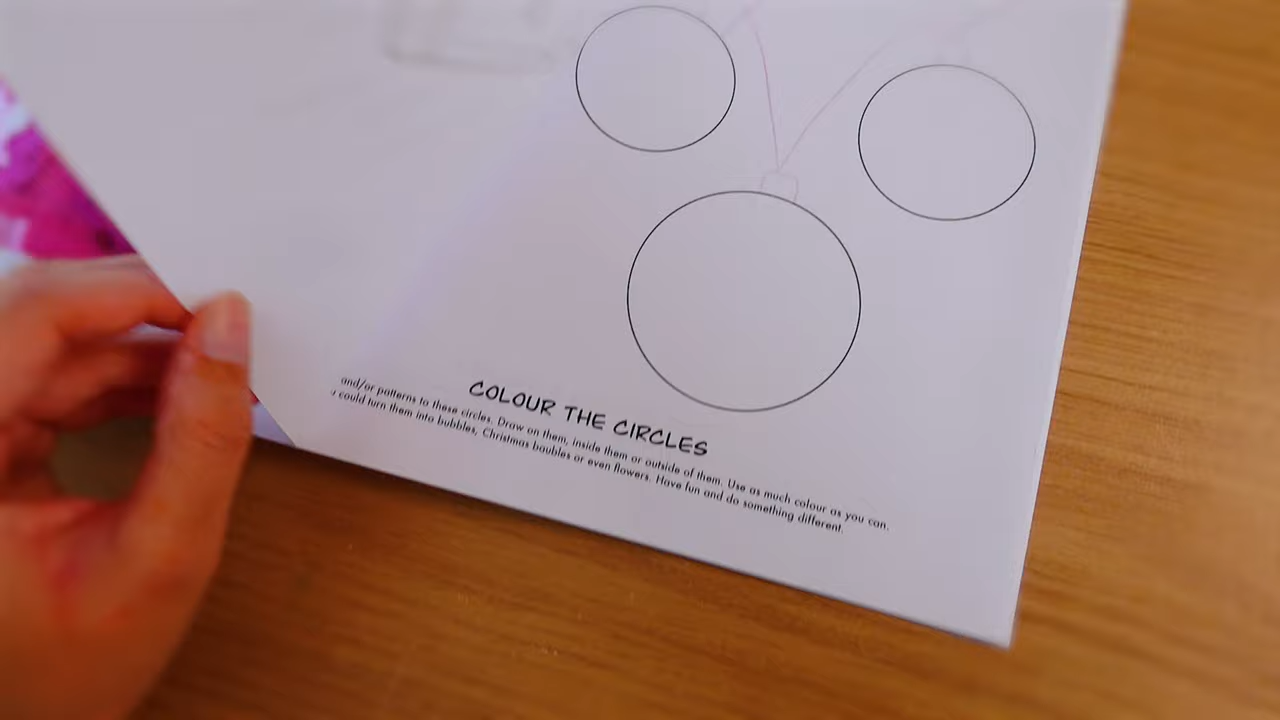 COLOUR THE CIRCLES
and/or patterns to these circles. Draw on them, inside them or outside of them. Use as much colour as you can.
could turn them into bubbles, Christmas baubles or even flowers. Have fun and do something different.